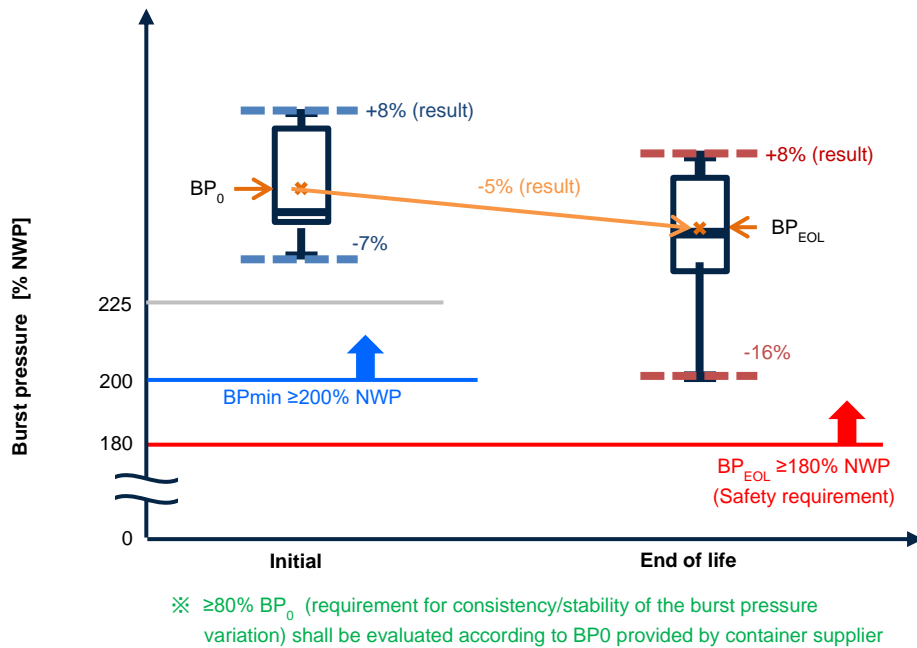 Burst pressure [% NWP]
+8% (result)
BP0
-5% (result)
+8% (result)
-7%
BPEOL
225
-16%
200
BPmin ≥200% NWP
180
BPEOL ≥180% NWP
(Safety requirement)
0
Initial
End of life
※ ≥80% BP0 (requirement for consistency/stability of the burst pressure
variation) shall be evaluated according to BP0 provided by container supplier